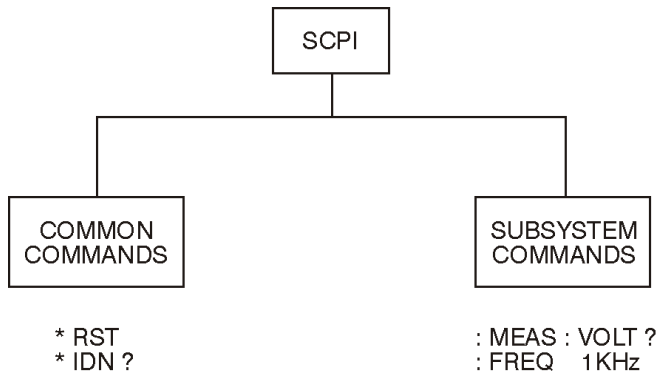 SCPI
COMMON
COMMANDS
SUBSYSTEM
COMMANDS
* RST
* IDN ?
: MEAS : VOLT ?
: FREQ 1KHz